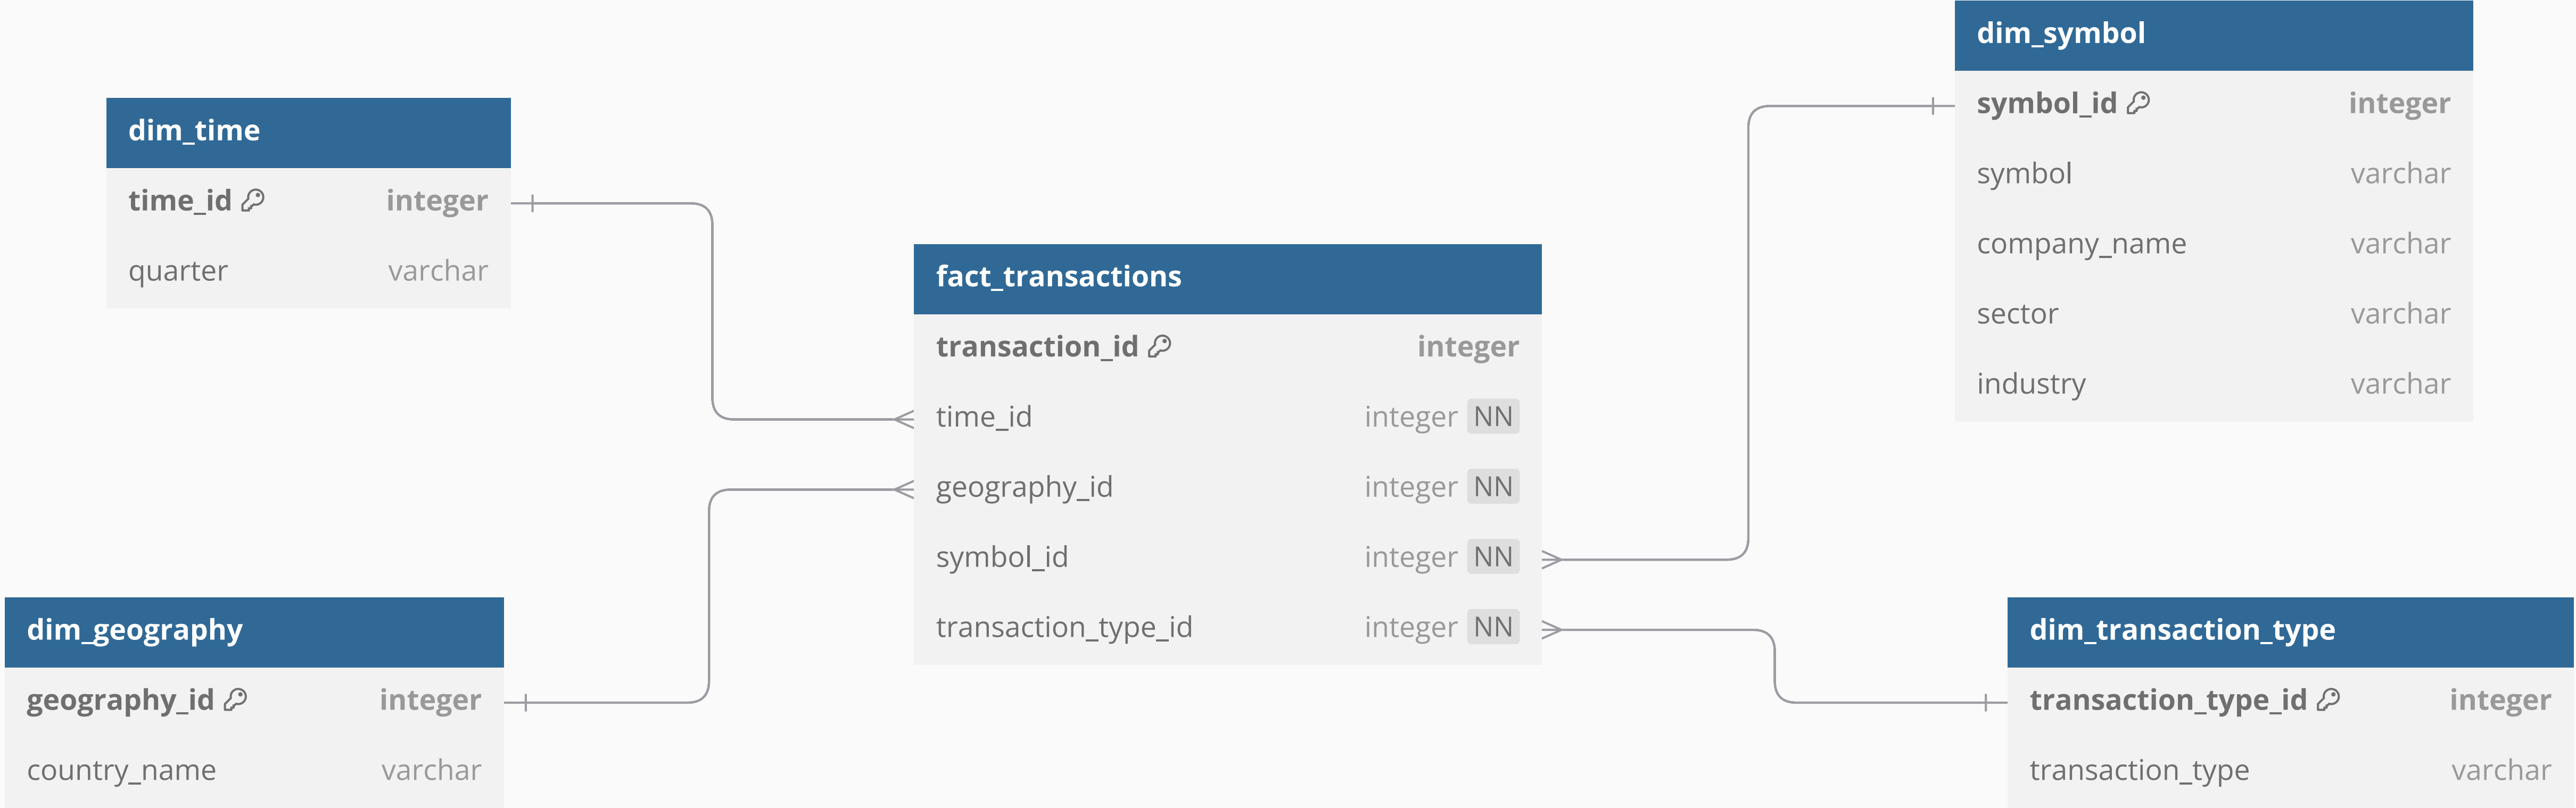 dim_symbol
symbol_id integer
symbol varchar
company_name varchar
sector varchar
industry varchar
dim_time
time_id integer
quarter varchar
fact_transactions
transaction_id integer
time_id integer NN
geography_id integer NN
symbol_id integer NN
transaction_type_id integer NN
dim_geography
geography_id integer
country_name varchar
dim_transaction_type
transaction_type_id integer
transaction_type varchar